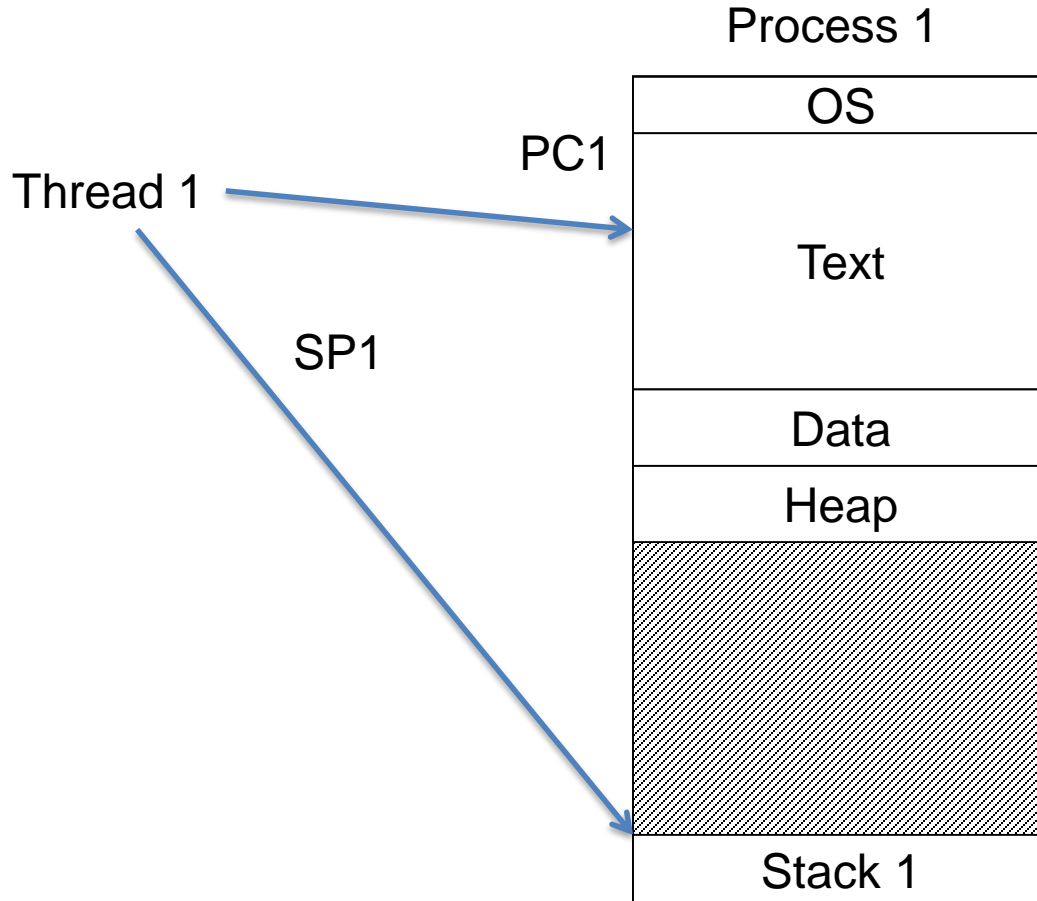 Process 1
OS
PC1
Thread 1
Text
SP1
Data
Heap
Stack 1